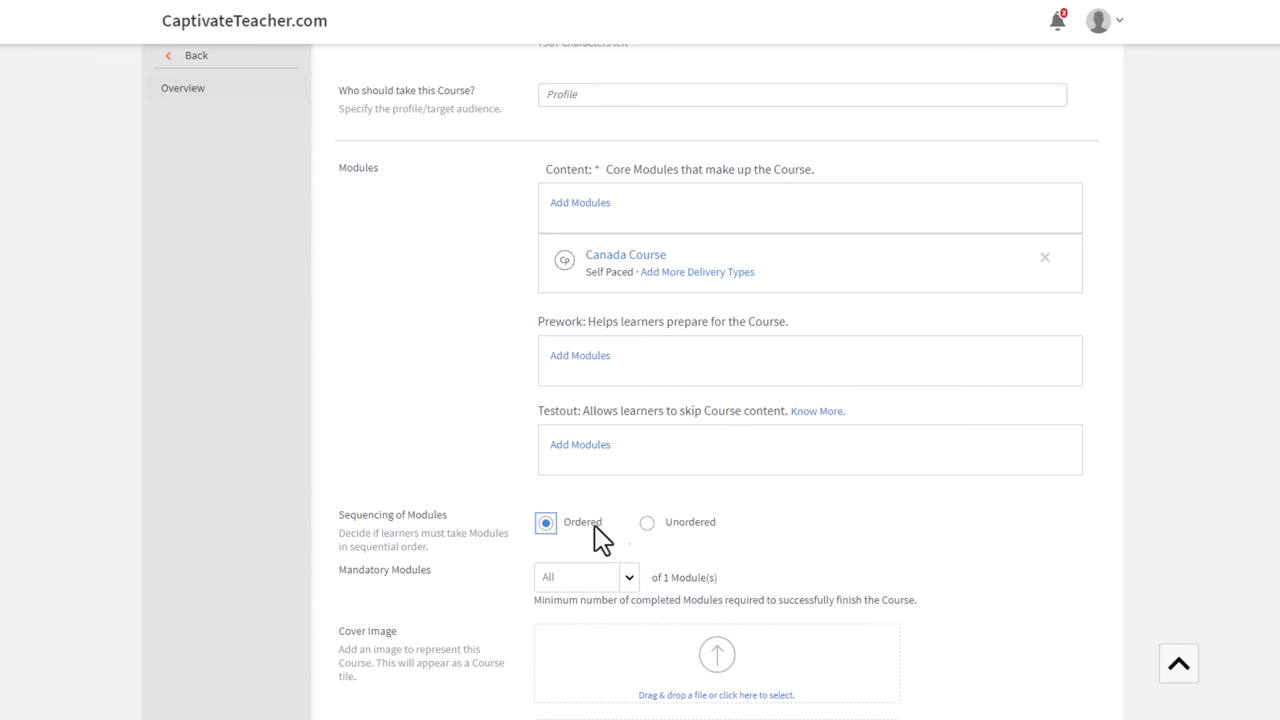 CaptivateTeacher.com
2
Back
Overview
Who should take this Course?
Specify the profile/target audience.
Profile
Modules
Content: * Core Modules that make up the Course.
Add Modules
Cp
Canada Course
Self Paced · Add More Delivery Types
Prework: Helps learners prepare for the Course.
Add Modules
Testout: Allows learners to skip Course content. Know More.
Add Modules
Sequencing of Modules
Decide if learners must take Modules
in sequential order.
Ordered
Unordered
Mandatory Modules
All
of 1 Module(s)
Minimum number of completed Modules required to successfully finish the Course.
Cover Image
Add an image to represent this
Course. This will appear as a Course
tile.
Drag & drop a file or click here to select.